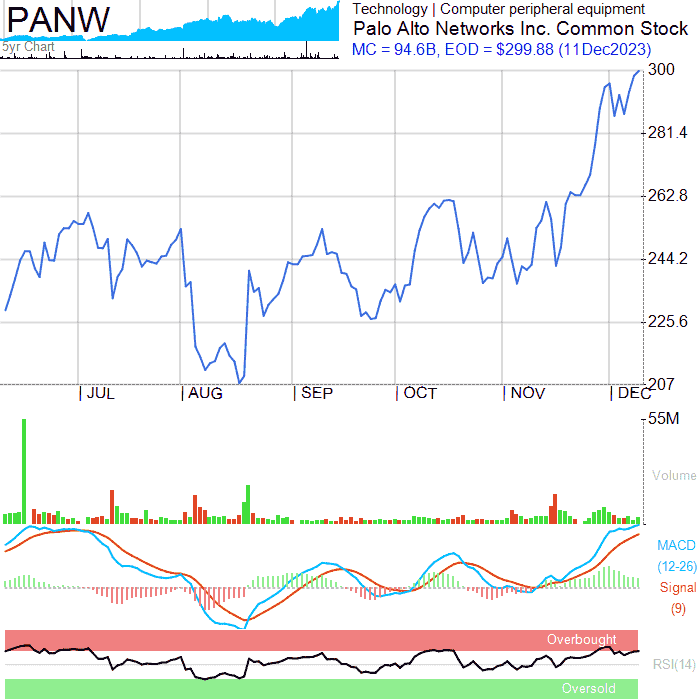 PANW
5yr Chart
Technology | Computer peripheral equipment
Palo Alto Networks Inc. Common Stock
MC = 94.6B, EOD = $299.88 (11Dec2023)
300
281.4
262.8
244.2
225.6
207
JUL AUG SEP OCT NOV DEC
55M
Volume
MACD
(12-26)
Signal
(9)
Overbought
RSI(14)
Oversold